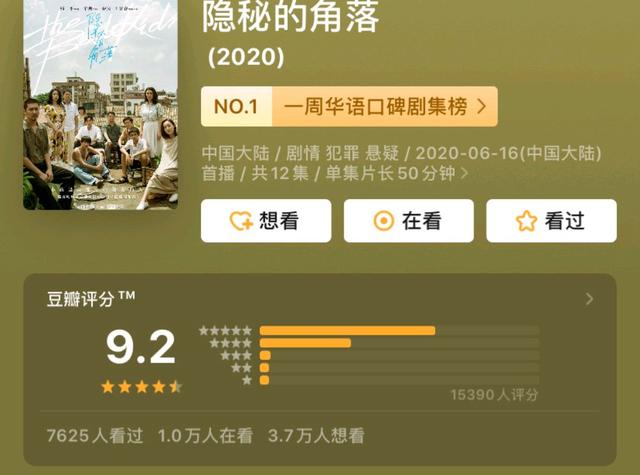 隐秘的角落
(2020)
NO.1 一周华语口碑剧集榜
中国大陆 / 剧情 犯罪 悬疑 / 2020-06-16(中国大陆)
首播 / 共12集 / 单集片长50分钟
想看 在看 看过
豆瓣评分™
9.2
15390人评分
7625人看过 1.0万人在看 3.7万人想看